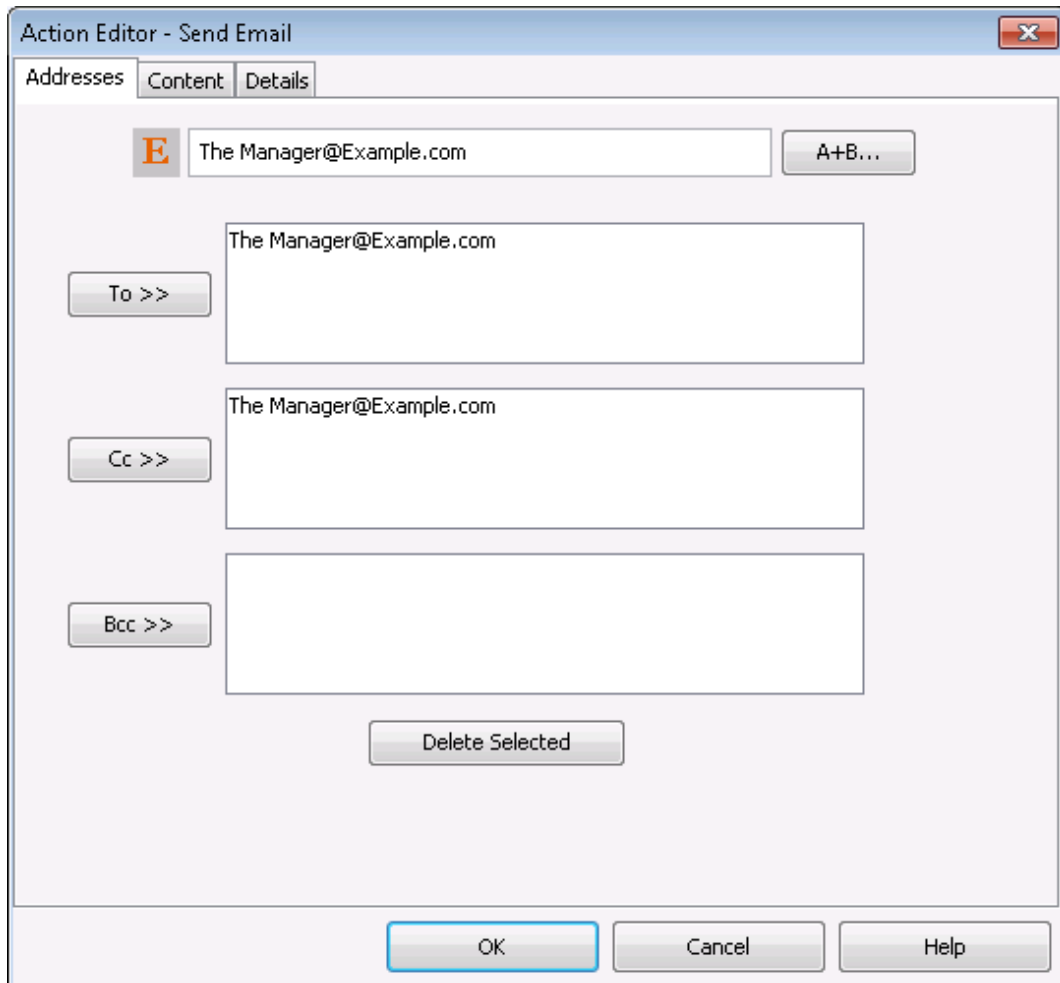 Action Editor - Send Email
Addresses Content Details
E The Manager@Example.com A+B...
The Manager@Example.com
To >>
The Manager@Example.com
Cc >>
Bcc >>
Delete Selected
OK Cancel Help